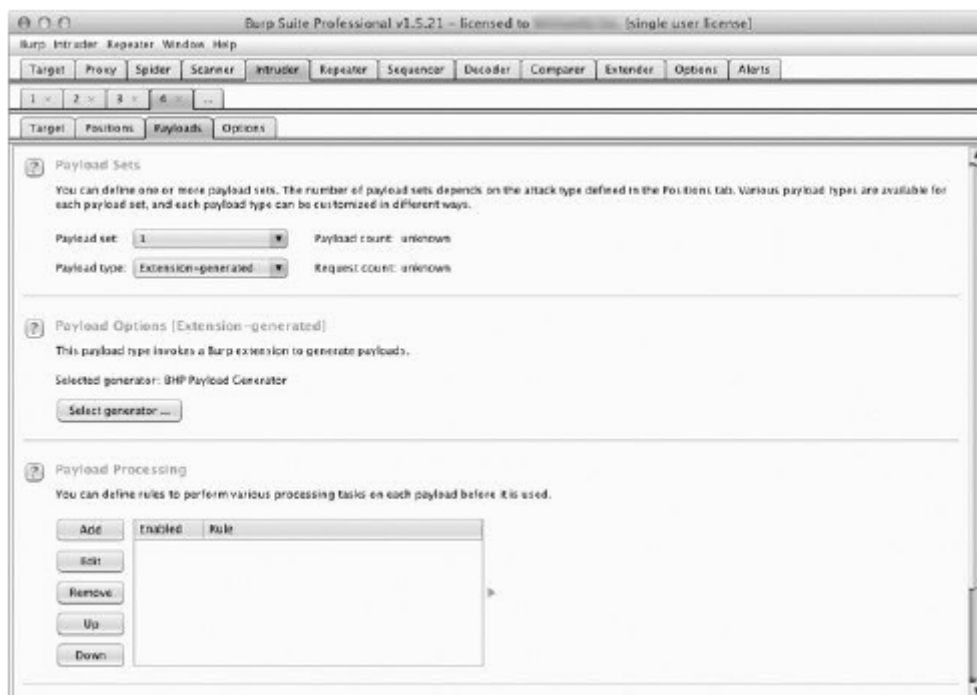 Burp Suite Professional v1.5.21 – licensed to [single user license]
Burp Intruder Repeater Window Help
Target Proxy Spider Scanner Intruder Repeater Sequencer Decoder Comparer Extender Options Alerts
1 × 2 × 3 × 4 × ...
Target Positions Payloads Options
? Payload Sets
You can define one or more payload sets. The number of payload sets depends on the attack type defined in the Positions tab. Various payload types are available for
each payload set, and each payload type can be customized in different ways.
Payload set: 1 Payload count: unknown
Payload type: Extension-generated Request count: unknown
? Payload Options [Extension-generated]
This payload type invokes a Burp extension to generate payloads.
Selected generator: BHP Payload Generator
Select generator ...
? Payload Processing
You can define rules to perform various processing tasks on each payload before it is used.
Add Enabled Rule
Edit
Remove
Up
Down